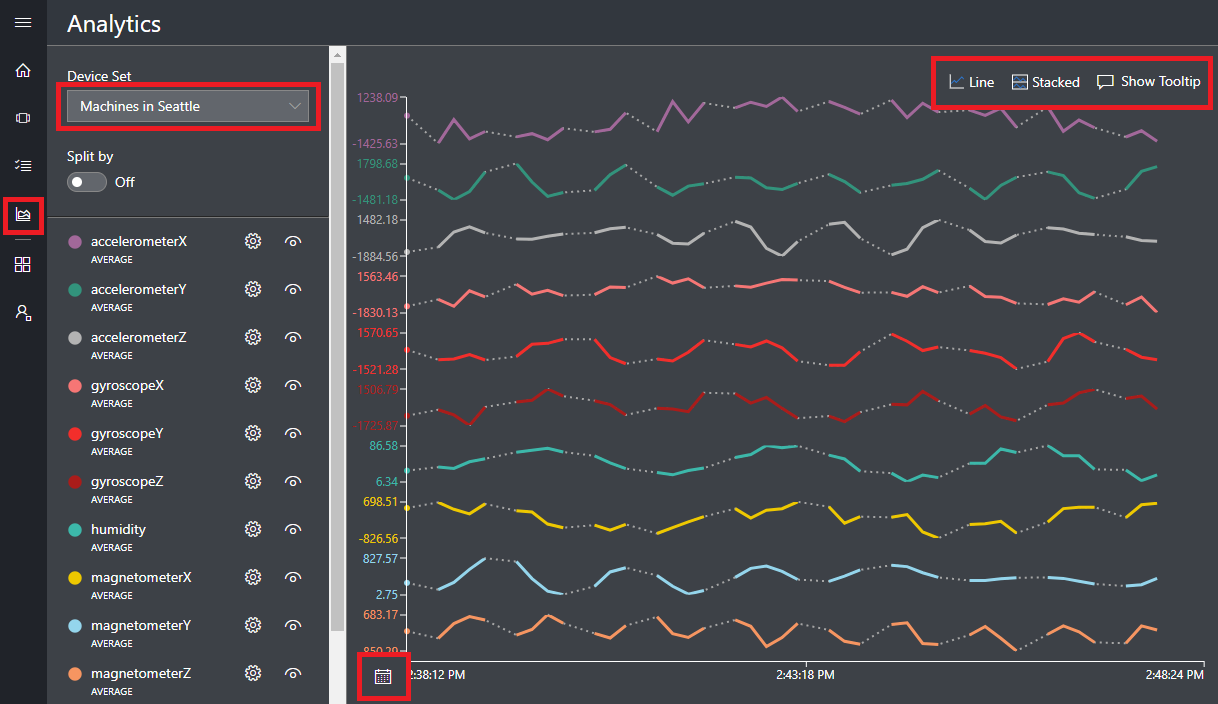 Analytics
Device Set
Machines in Seattle
Split by
Off
accelerometerX
AVERAGE
accelerometerY
AVERAGE
accelerometerZ
AVERAGE
gyroscopeX
AVERAGE
gyroscopeY
AVERAGE
gyroscopeZ
AVERAGE
humidity
AVERAGE
magnetometerX
AVERAGE
magnetometerY
AVERAGE
magnetometerZ
AVERAGE
Line Stacked Show Tooltip
1238.09
-1425.63
1798.68
-1481.18
1482.18
-1884.56
1563.46
-1830.13
1570.65
-1521.28
-1725.87
86.58
6.34
698.51
-826.56
827.57
2.75
683.17
2:38:12 PM 2:43:18 PM 2:48:24 PM